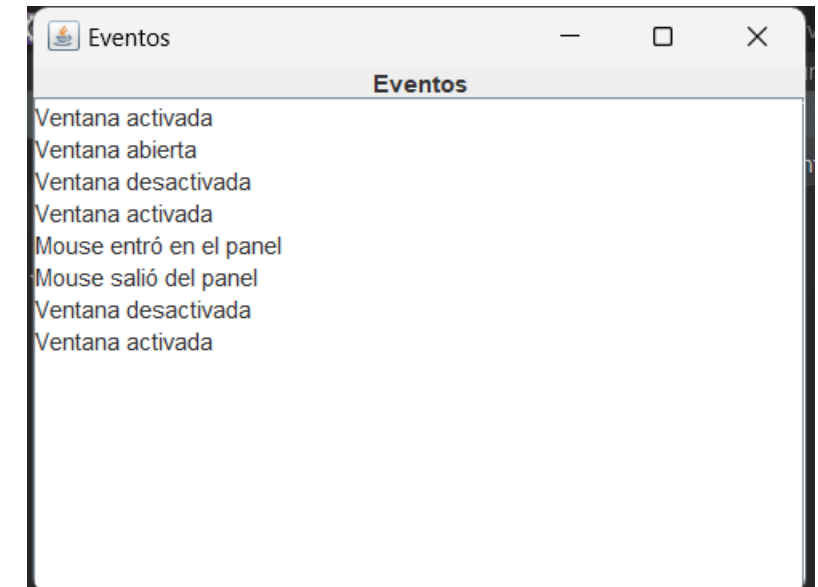 Eventos
Eventos
Ventana activada
Ventana abierta
Ventana desactivada
Ventana activada
Mouse entró en el panel
Mouse salió del panel
Ventana desactivada
Ventana activada